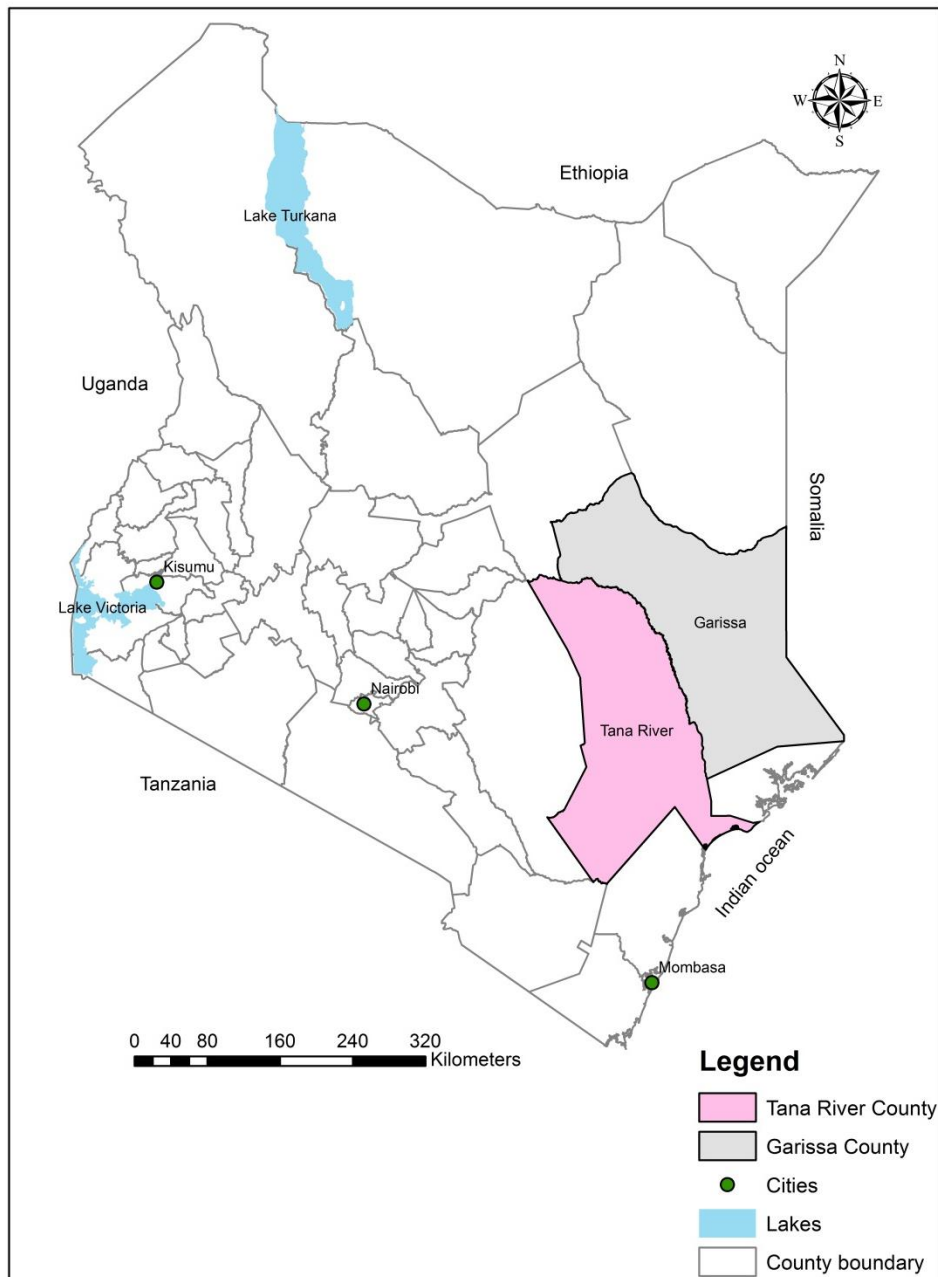 N
W E
S
Ethiopia
Lake Turkana
Uganda
Somalia
Kisumu
Lake Victoria
Garissa
Nairobi
Tana River
Tanzania
Indian ocean
Mombasa
0 40 80 160 240 320
Kilometers
Legend
Tana River County
Garissa County
Cities
Lakes
County boundary